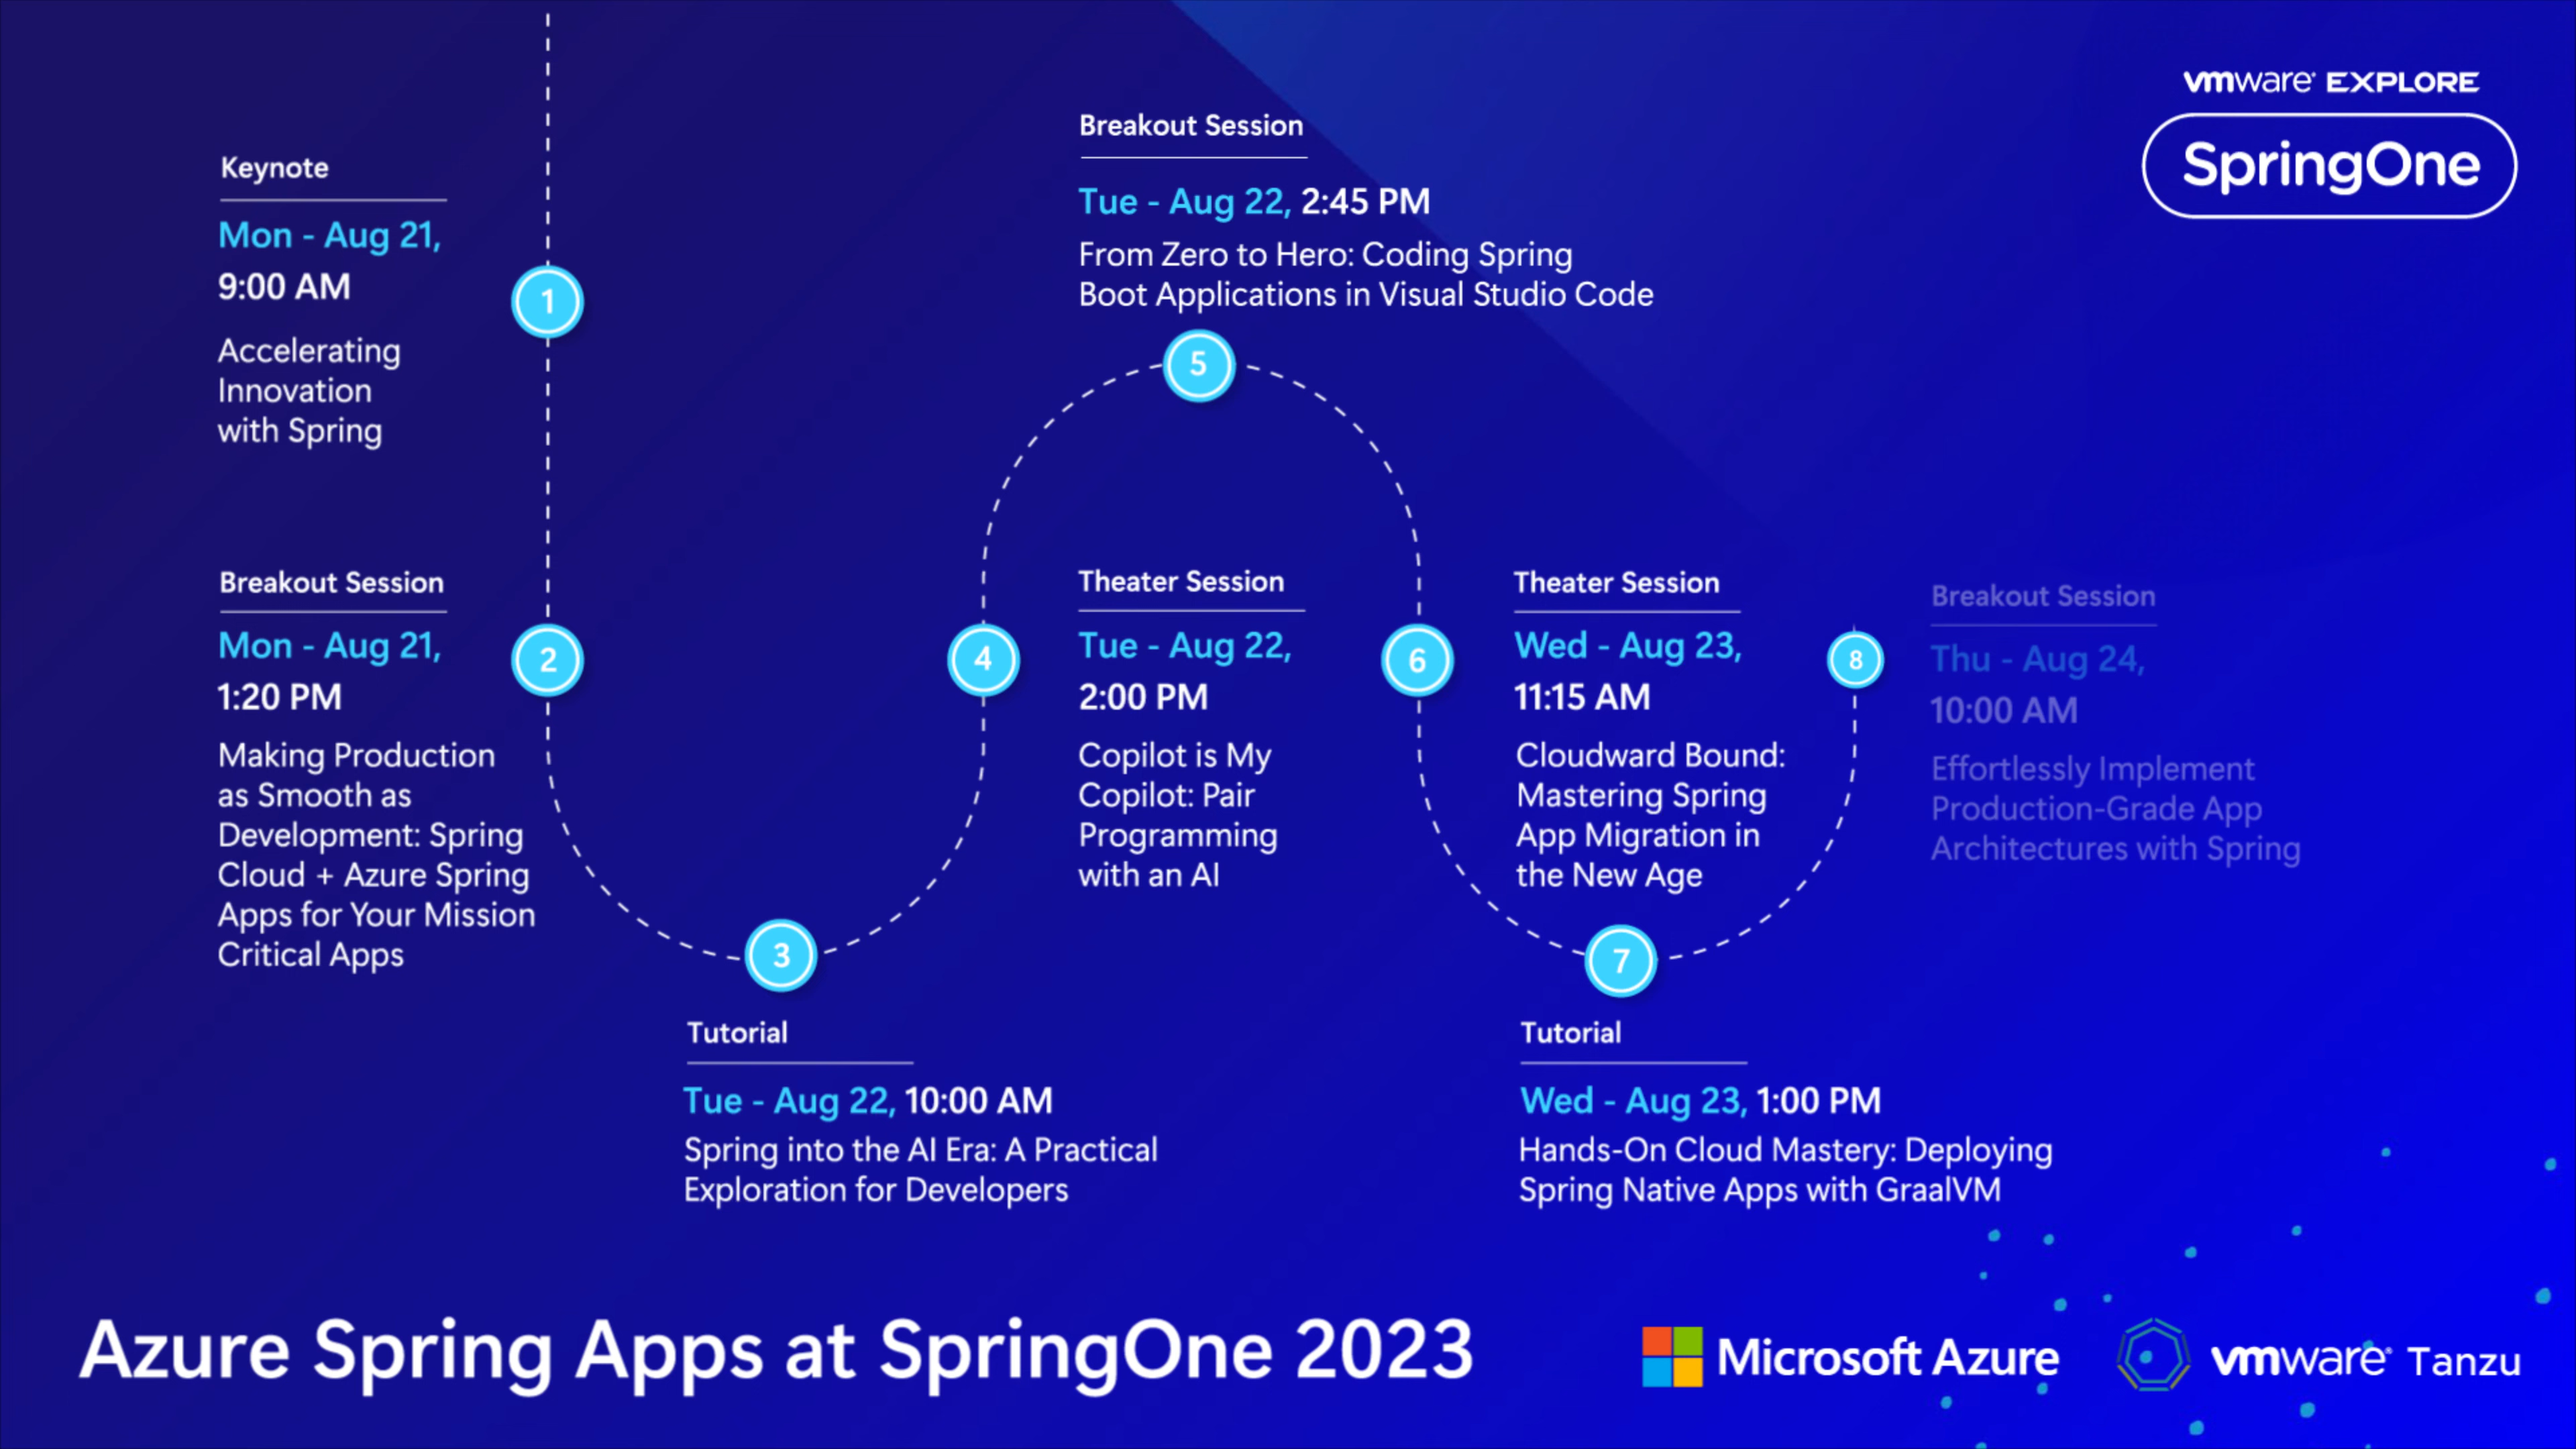 vmware® EXPLORE
SpringOne
Keynote
Mon - Aug 21,
9:00 AM
Accelerating
Innovation
with Spring
1
Breakout Session
Mon - Aug 21,
1:20 PM
Making Production
as Smooth as
Development: Spring
Cloud + Azure Spring
Apps for Your Mission
Critical Apps
2
3
Tutorial
Tue - Aug 22, 10:00 AM
Spring into the AI Era: A Practical
Exploration for Developers
4
Theater Session
Tue - Aug 22,
2:00 PM
Copilot is My
Copilot: Pair
Programming
with an AI
Breakout Session
Tue - Aug 22, 2:45 PM
From Zero to Hero: Coding Spring
Boot Applications in Visual Studio Code
5
6
Theater Session
Wed - Aug 23,
11:15 AM
Cloudward Bound:
Mastering Spring
App Migration in
the New Age
7
Tutorial
Wed - Aug 23, 1:00 PM
Hands-On Cloud Mastery: Deploying
Spring Native Apps with GraalVM
8
Breakout Session
Thu - Aug 24,
10:00 AM
Effortlessly Implement
Production-Grade App
Architectures with Spring
Azure Spring Apps at SpringOne 2023
Microsoft Azure
vmware® Tanzu